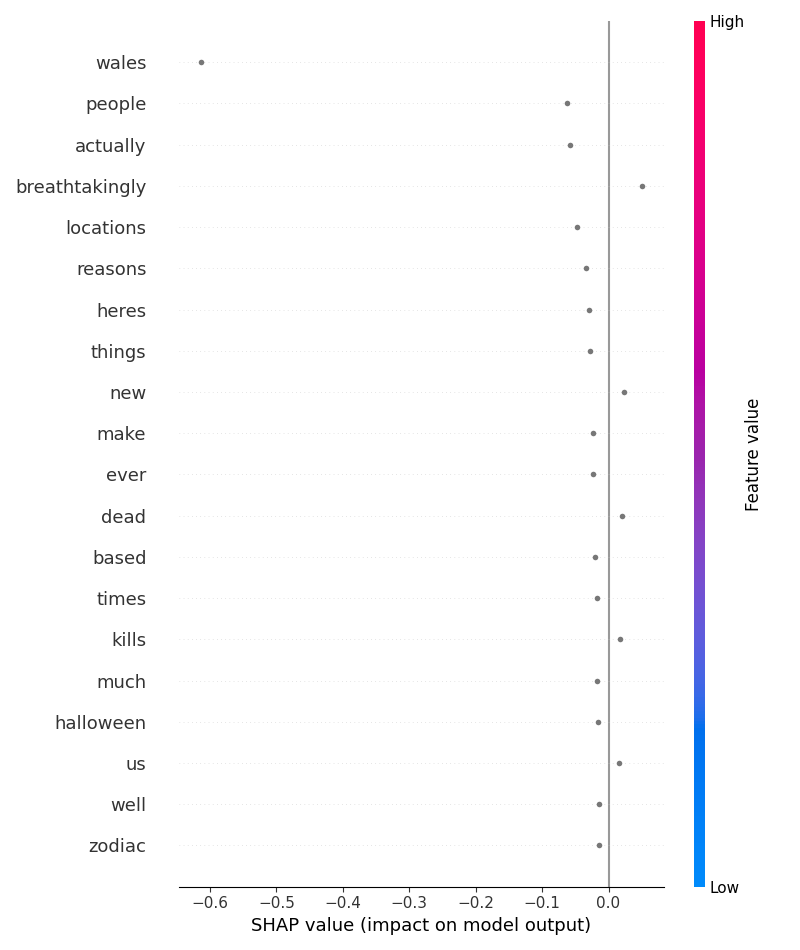 High
wales
people
actually
breathtakingly
locations
reasons
heres
things
new
make
ever
dead
based
times
kills
much
halloween
us
well
zodiac
Feature value
Low
−0.6 −0.5 −0.4 −0.3 −0.2 −0.1 0.0
SHAP value (impact on model output)